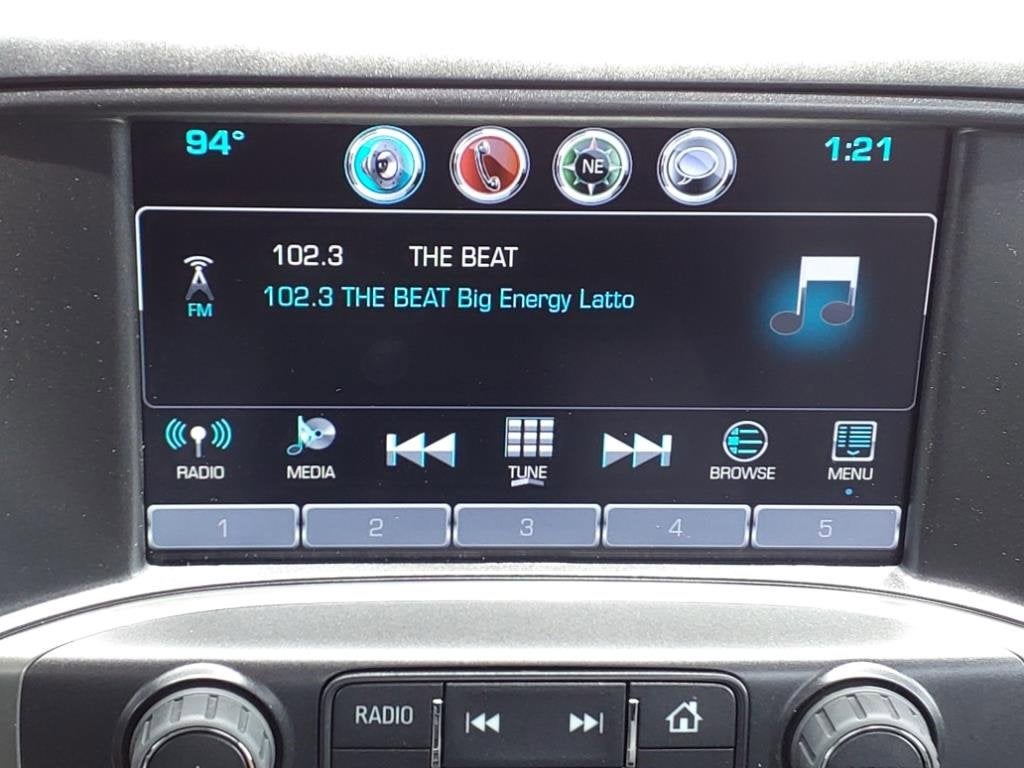 94° NE 1:21
102.3 THE BEAT
102.3 THE BEAT Big Energy Latto
FM
RADIO MEDIA TUNE BROWSE MENU
1 2 3 4 5
RADIO